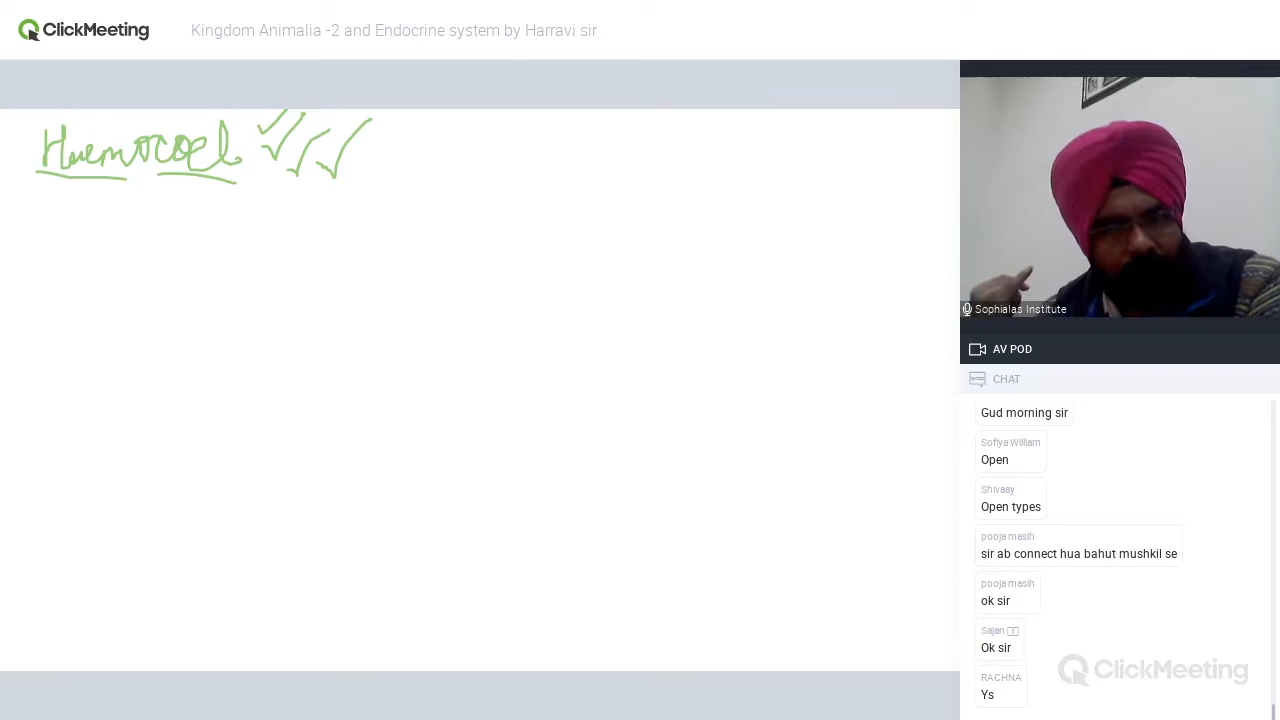 ClickMeeting
Kingdom Animalia -2 and Endocrine system by Harravi sir
Haemocoel
Sophialas Institute
AV POD
CHAT
Gud morning sir
Sofiya William
Open
Shivaay
Open types
pooja masih
sir ab connect hua bahut mushkil se
pooja masih
ok sir
Sajan
Ok sir
RACHNA
Ys
ClickMeeting